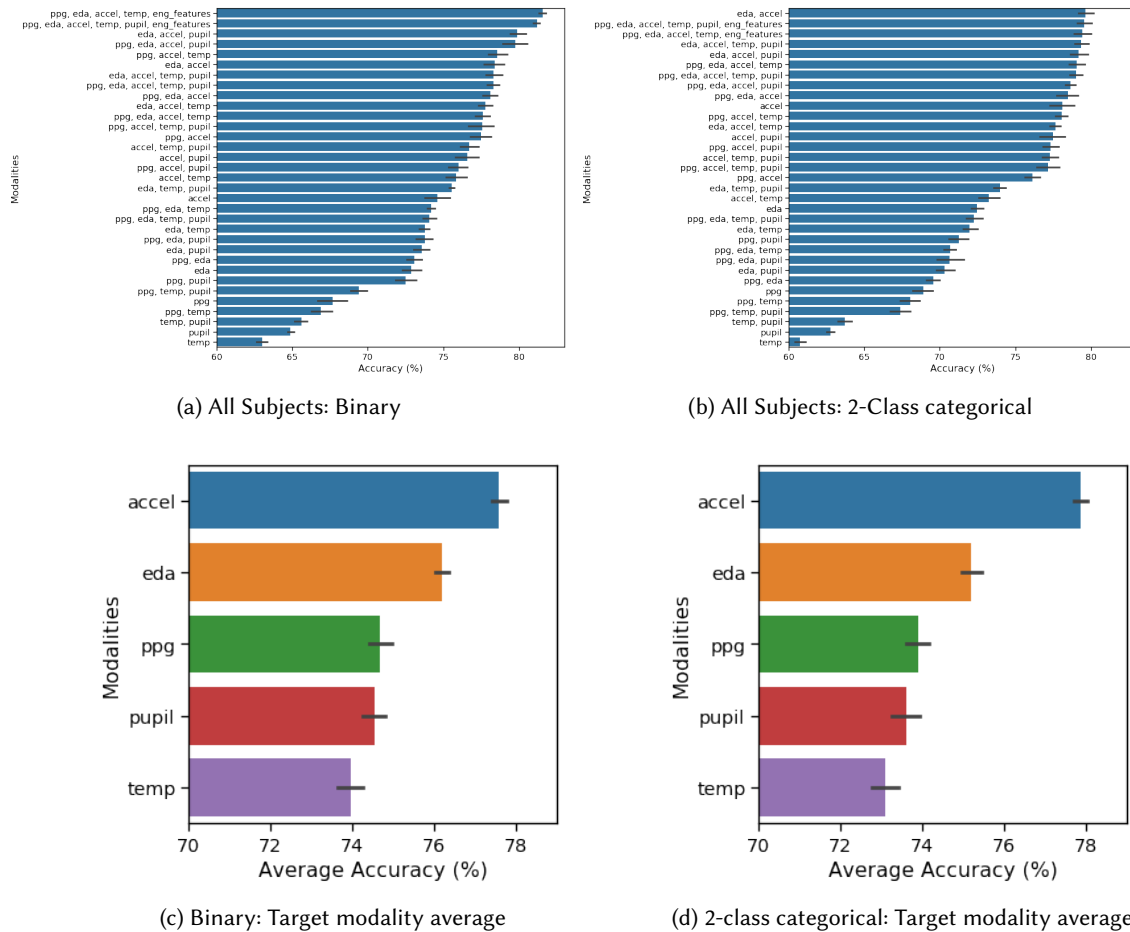 ppg, eda, accel, temp, eng_features
ppg, eda, accel, temp, pupil, eng_features
eda, accel, pupil
ppg, eda, accel, pupil
ppg, accel, temp
eda, accel
eda, accel, temp, pupil
ppg, eda, accel, temp, pupil
ppg, eda, accel
eda, accel, temp
ppg, eda, accel, temp
ppg, accel, temp, pupil
ppg, accel
accel, temp, pupil
accel, pupil
ppg, accel, pupil
accel, temp
eda, temp, pupil
accel
ppg, eda, temp
ppg, eda, temp, pupil
eda, temp
ppg, eda, pupil
eda, pupil
ppg, eda
eda
ppg, pupil
ppg, temp, pupil
ppg
ppg, temp
temp, pupil
pupil
temp
Modalities
60 65 70 75 80
Accuracy (%)
(a) All Subjects: Binary
eda, accel
ppg, eda, accel, temp, pupil, eng_features
ppg, eda, accel, temp, eng_features
eda, accel, temp, pupil
eda, accel, pupil
ppg, eda, accel, temp
ppg, eda, accel, temp, pupil
ppg, eda, accel, pupil
ppg, eda, accel
accel
ppg, accel, temp
eda, accel, temp
accel, pupil
ppg, accel, pupil
accel, temp, pupil
ppg, accel, temp, pupil
ppg, accel
eda, temp, pupil
accel, temp
eda
ppg, eda, temp, pupil
eda, temp
ppg, pupil
ppg, eda, temp
ppg, eda, pupil
eda, pupil
ppg, eda
ppg
ppg, temp
ppg, temp, pupil
temp, pupil
pupil
temp
Modalities
60 65 70 75 80
Accuracy (%)
(b) All Subjects: 2-Class categorical
accel
eda
ppg
pupil
temp
Modalities
70 72 74 76 78
Average Accuracy (%)
(c) Binary: Target modality average
accel
eda
ppg
pupil
temp
Modalities
70 72 74 76 78
Average Accuracy (%)
(d) 2-class categorical: Target modality average